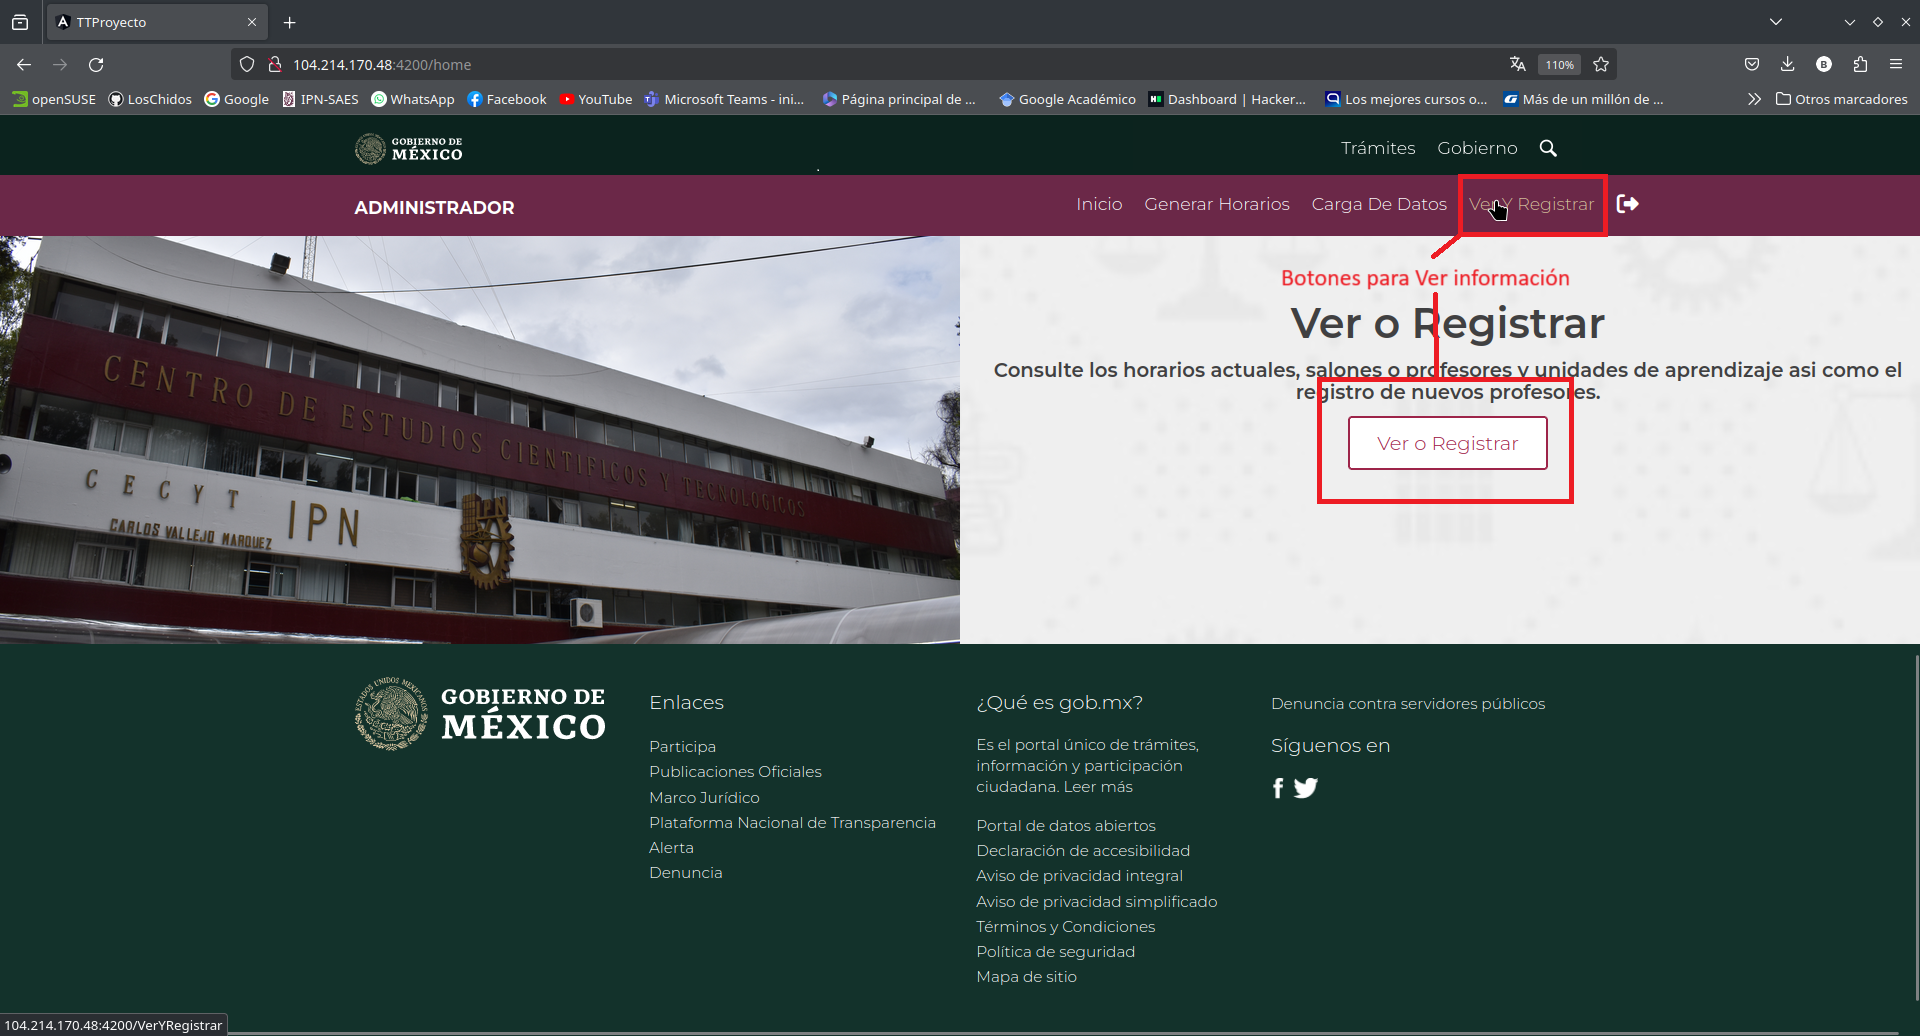 TTProyecto
104.214.170.48:4200/home
110%
openSUSE
LosChidos
Google
IPN-SAES
WhatsApp
Facebook
YouTube
Microsoft Teams - ini...
Página principal de ...
Google Académico
Dashboard | Hacker...
Los mejores cursos o...
Más de un millón de ...
Otros marcadores
GOBIERNO DE
MÉXICO
Trámites
Gobierno
ADMINISTRADOR
Inicio
Generar Horarios
Carga De Datos
Ver Y Registrar
CENTRO DE ESTUDIOS CIENTIFICOS Y TECNOLOGICOS
CECYT IPN
CARLOS VALLEJO MARQUEZ
IPN
Botones para Ver información
Ver o Registrar
Consulte los horarios actuales, salones o profesores y unidades de aprendizaje asi como el
registro de nuevos profesores.
Ver o Registrar
ESTADOS UNIDOS MEXICANOS
GOBIERNO DE
MÉXICO
Enlaces
Participa
Publicaciones Oficiales
Marco Jurídico
Plataforma Nacional de Transparencia
Alerta
Denuncia
¿Qué es gob.mx?
Es el portal único de trámites,
información y participación
ciudadana. Leer más
Portal de datos abiertos
Declaración de accesibilidad
Aviso de privacidad integral
Aviso de privacidad simplificado
Términos y Condiciones
Política de seguridad
Mapa de sitio
Denuncia contra servidores públicos
Síguenos en
104.214.170.48:4200/VerYRegistrar